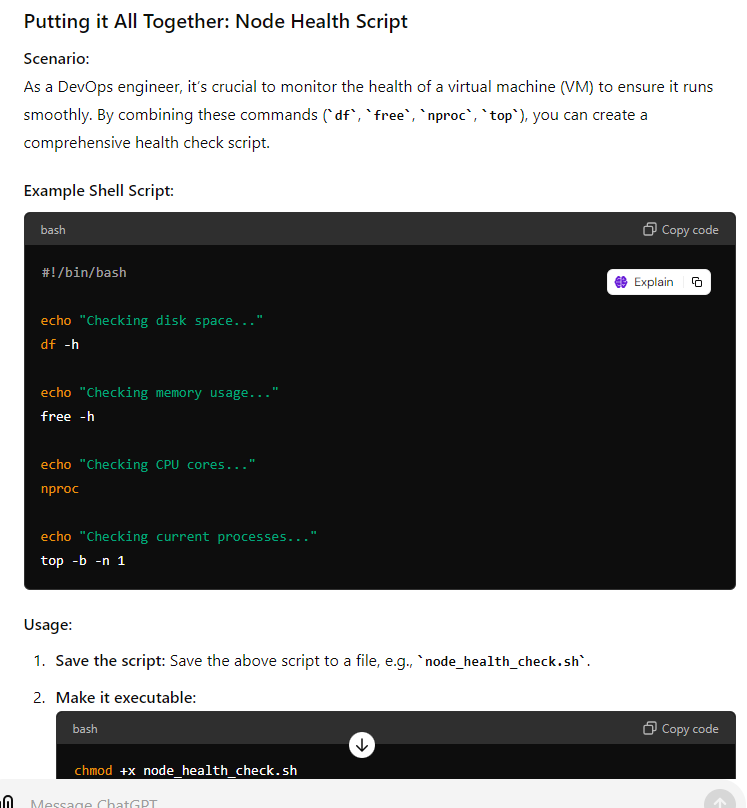 Putting it All Together: Node Health Script
Scenario:
As a DevOps engineer, it's crucial to monitor the health of a virtual machine (VM) to ensure it runs
smoothly. By combining these commands (`df`, `free`, `nproc`, `top`), you can create a
comprehensive health check script.
Example Shell Script:
bash Copy code
#!/bin/bash
Explain
echo "Checking disk space..."
df -h
echo "Checking memory usage..."
free -h
echo "Checking CPU cores..."
nproc
echo "Checking current processes..."
top -b -n 1
Usage:
1. Save the script: Save the above script to a file, e.g., `node_health_check.sh`.
2. Make it executable:
bash Copy code
chmod +x node_health_check.sh
Message ChatGPT